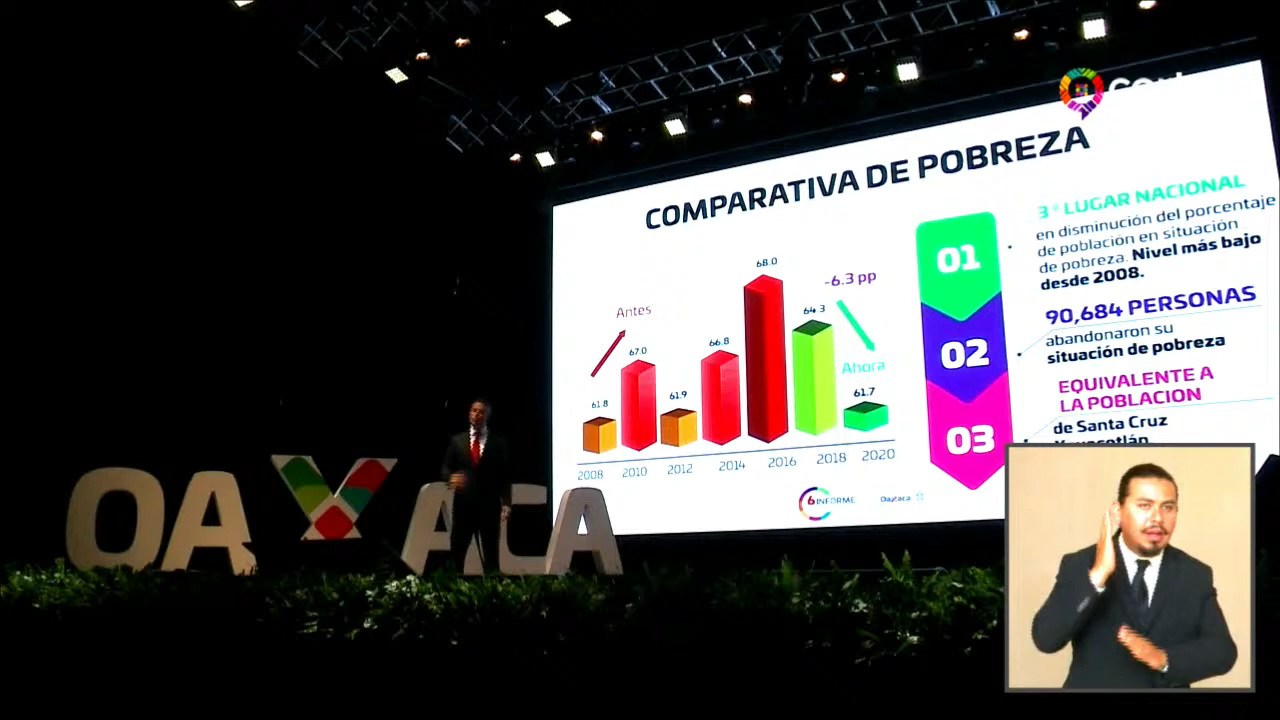 COMPARATIVA DE POBREZA
Antes
-6.3 pp
Ahora
61.8
67.0
61.9
66.8
68.0
64.3
61.7
2008 2010 2012 2014 2016 2018 2020
6 INFORME
Oaxaca
01
3° LUGAR NACIONAL
en disminución del porcentaje
de población en situación
de pobreza. Nivel más bajo
desde 2008.
02
90,684 PERSONAS
abandonaron su
situación de pobreza
03
EQUIVALENTE A
LA POBLACION
de Santa Cruz
OAXACA